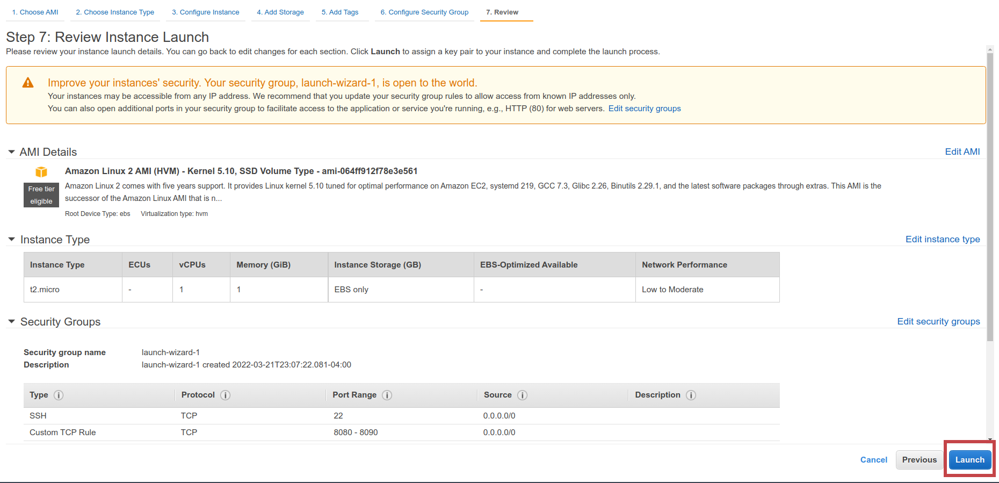 1. Choose AMI 2. Choose Instance Type 3. Configure Instance 4. Add Storage 5. Add Tags 6. Configure Security Group 7. Review
Step 7: Review Instance Launch
Please review your instance launch details. You can go back to edit changes for each section. Click Launch to assign a key pair to your instance and complete the launch process.
Improve your instances' security. Your security group, launch-wizard-1, is open to the world.
Your instances may be accessible from any IP address. We recommend that you update your security group rules to allow access from known IP addresses only.
You can also open additional ports in your security group to facilitate access to the application or service you're running, e.g., HTTP (80) for web servers. Edit security groups
AMI Details Edit AMI
Amazon Linux 2 AMI (HVM) - Kernel 5.10, SSD Volume Type - ami-064ff912f78e3e561
Free tier
eligible
Amazon Linux 2 comes with five years support. It provides Linux kernel 5.10 tuned for optimal performance on Amazon EC2, systemd 219, GCC 7.3, Glibc 2.26, Binutils 2.29.1, and the latest software packages through extras. This AMI is the
successor of the Amazon Linux AMI that is n...
Root Device Type: ebs Virtualization type: hvm
Instance Type Edit instance type
Instance Type ECUs vCPUs Memory (GiB) Instance Storage (GB) EBS-Optimized Available Network Performance
t2.micro - 1 1 EBS only - Low to Moderate
Security Groups Edit security groups
Security group name launch-wizard-1
Description launch-wizard-1 created 2022-03-21T23:07:22.081-04:00
Type Protocol Port Range Source Description
SSH TCP 22 0.0.0.0/0
Custom TCP Rule TCP 8080 - 8090 0.0.0.0/0
Cancel Previous Launch